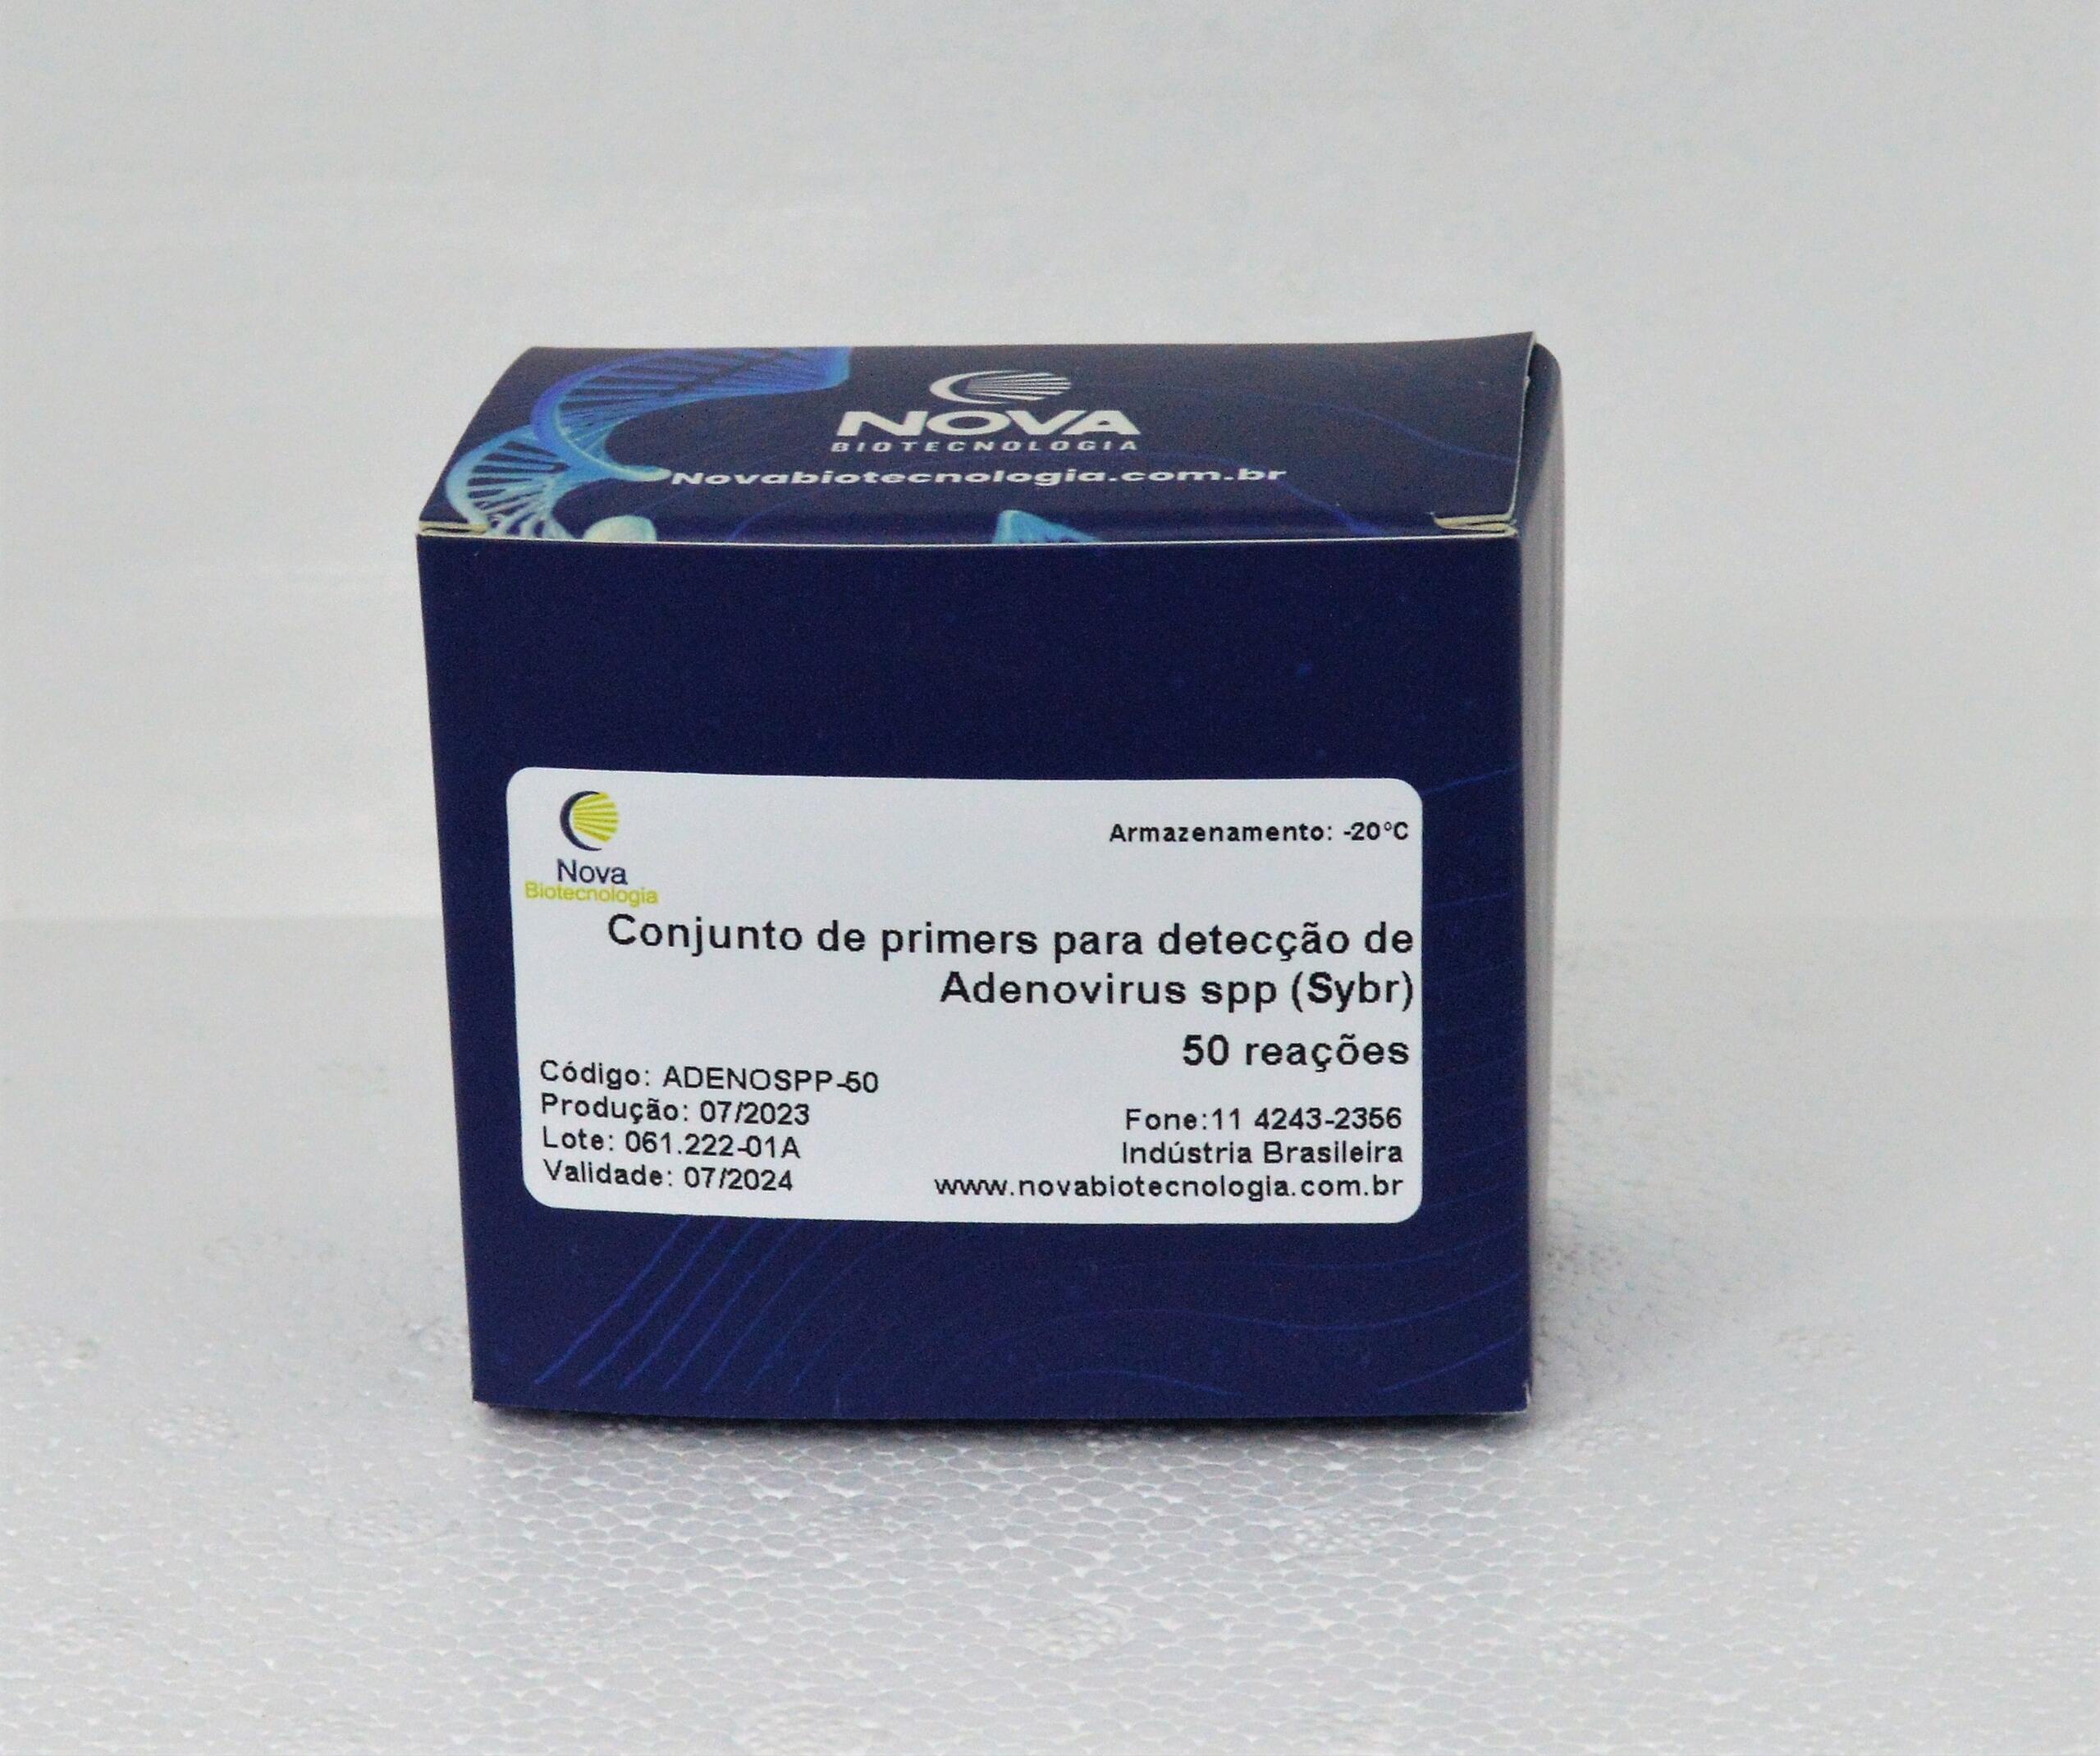 NOVA
BIOTECNOLOGIA
Novabiotecnologia.com.br
Armazenamento: -20°C
Nova
Biotecnologia
Conjunto de primers para detecção de
Adenovirus spp (Sybr)
50 reações
Código: ADENOSPP-50
Produção: 07/2023
Lote: 061.222-01A
Validade: 07/2024
Fone:11 4243-2356
Indústria Brasileira
www.novabiotecnologia.com.br